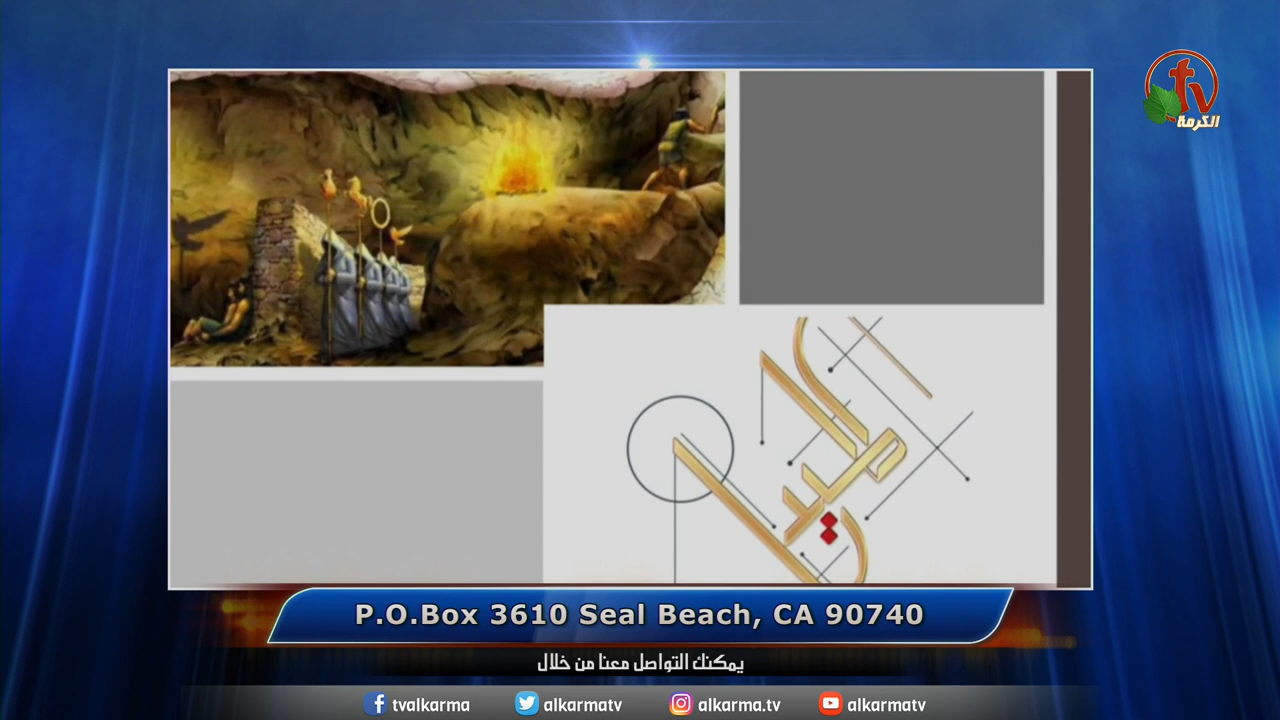 tv
الكرمة
P.O.Box 3610 Seal Beach, CA 90740
يمكنك التواصل معنا من خلال
tvalkarma alkarmatv alkarma.tv alkarmatv